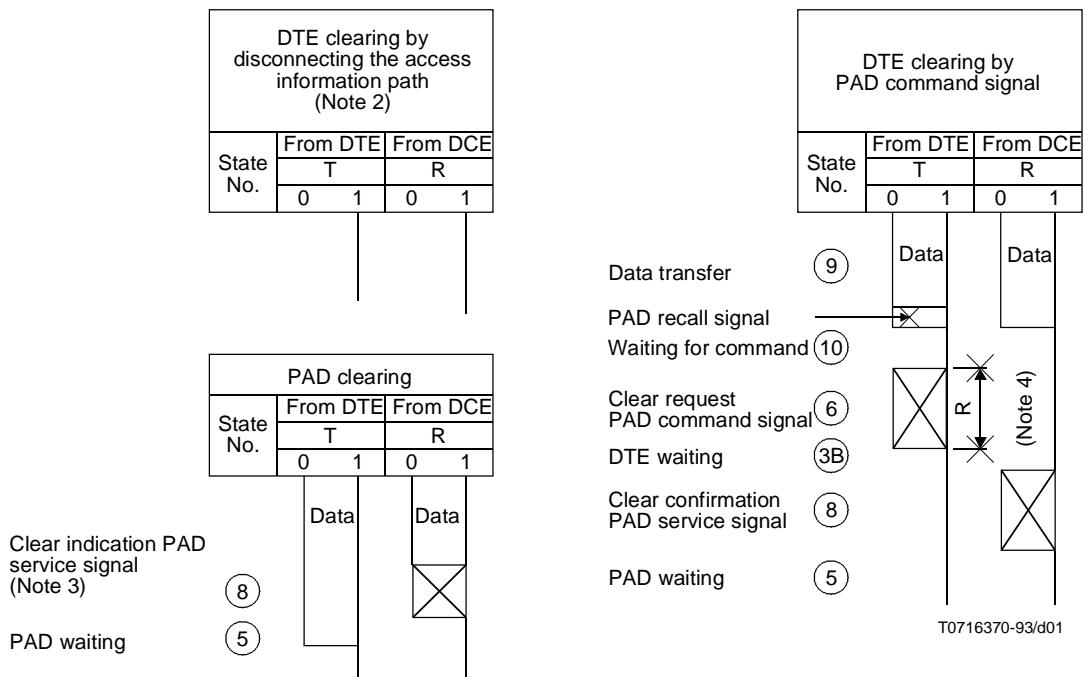 DTE clearing by
disconnecting the access
information path
(Note 2)
State
No.
From DTE From DCE
T R
0 1 0 1
PAD clearing
State
No.
From DTE From DCE
T R
0 1 0 1
Data Data
Clear indication PAD
service signal
(Note 3)
8
PAD waiting 5
DTE clearing by
PAD command signal
State
No.
From DTE From DCE
T R
0 1 0 1
Data transfer 9 Data Data
PAD recall signal
Waiting for command 10
Clear request
PAD command signal 6
R
(Note 4)
DTE waiting 3B
Clear confirmation
PAD service signal 8
PAD waiting 5
T0716370-93/d01